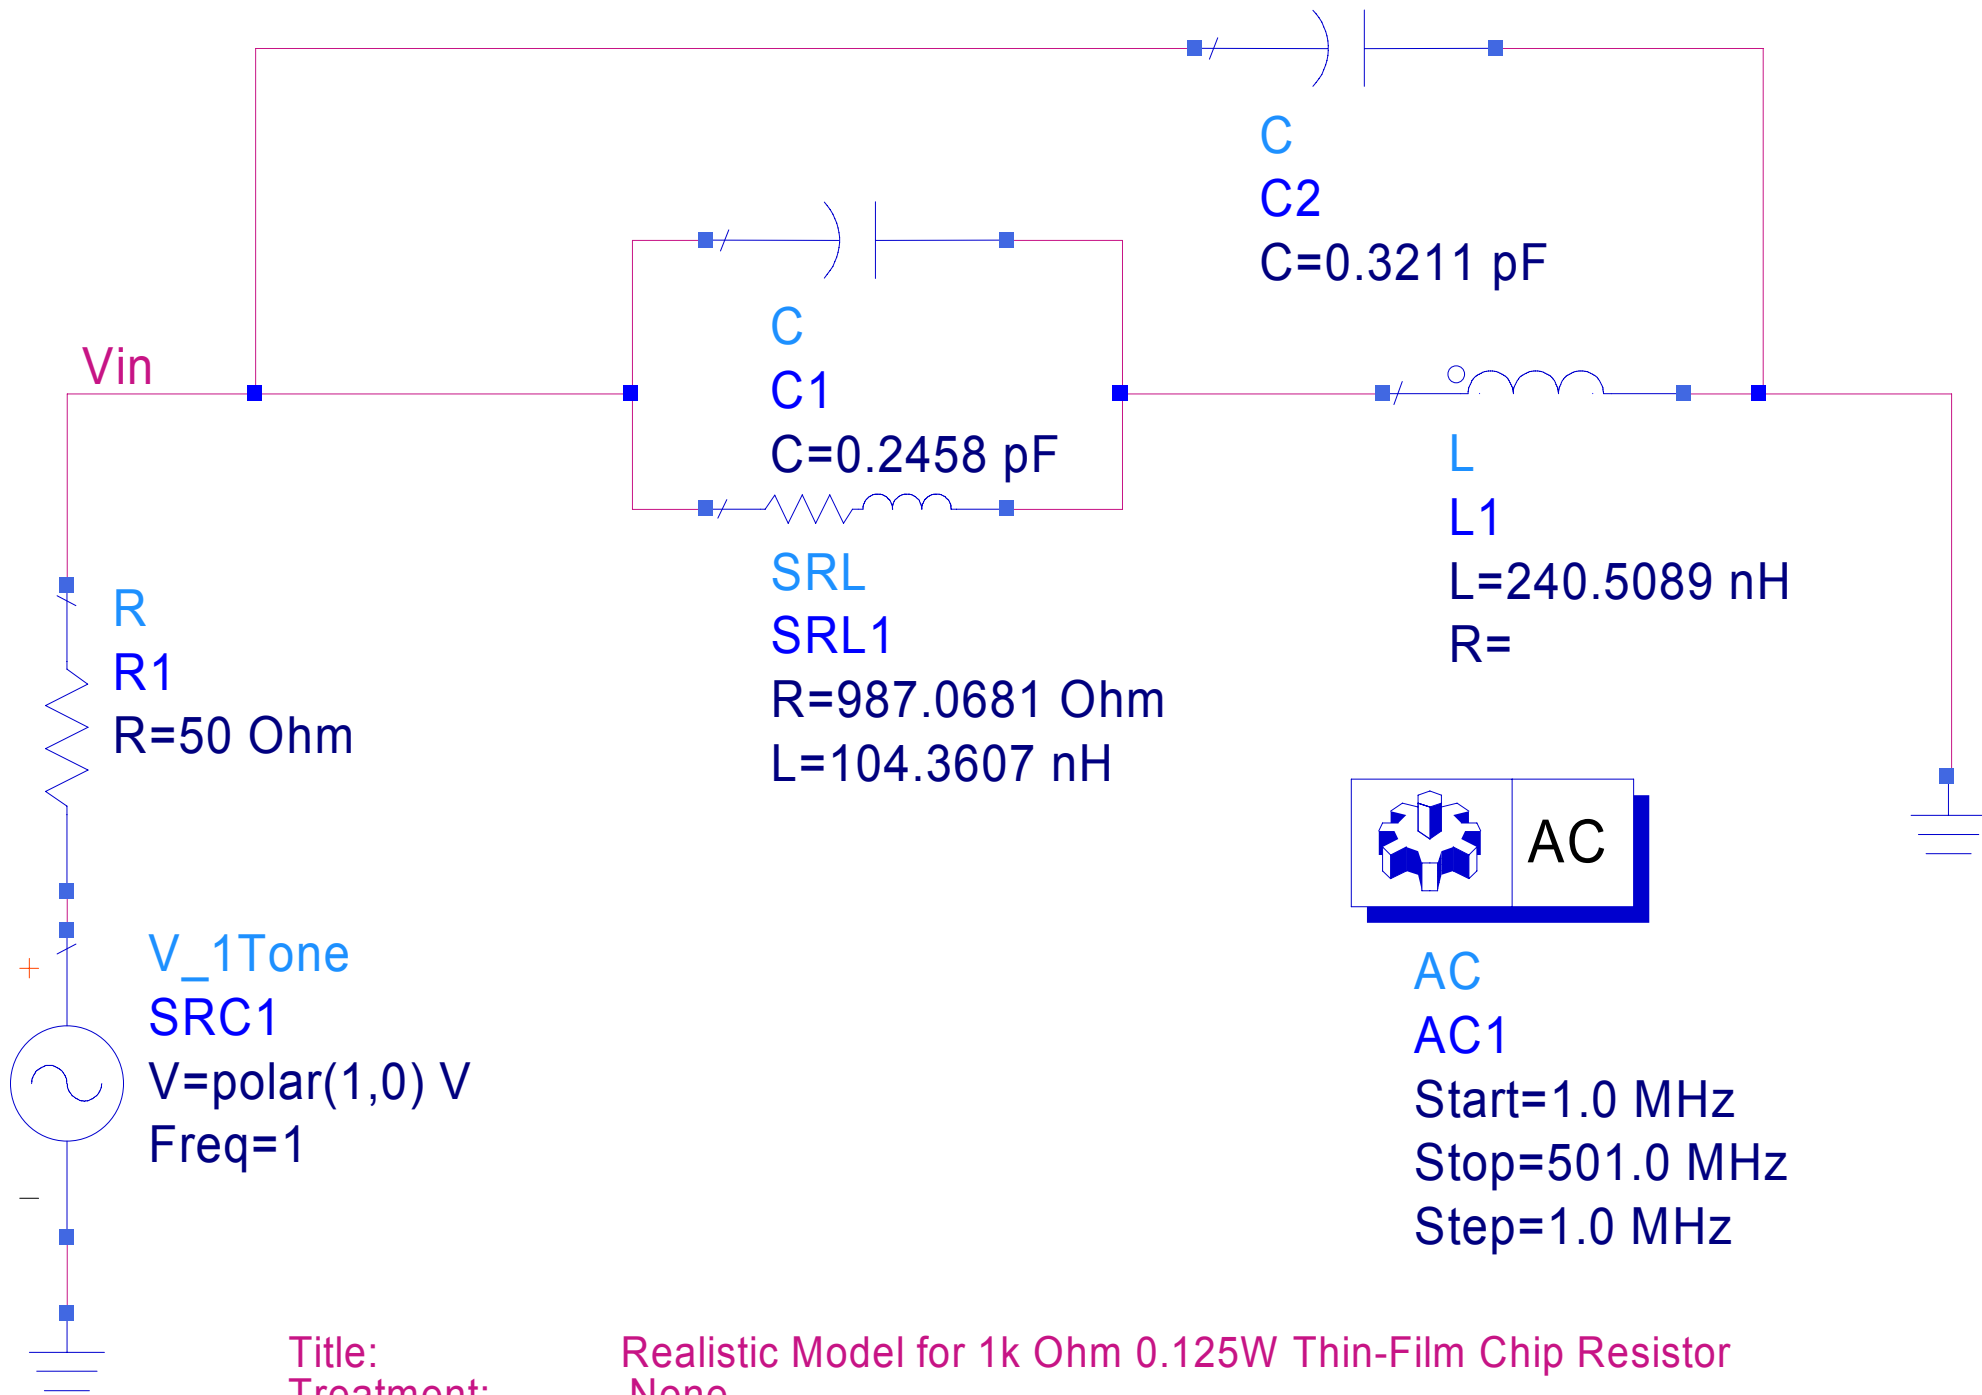 C
C2
C=0.3211 pF
Vin
C
C1
C=0.2458 pF
L
L1
L=240.5089 nH
R=
SRL
SRL1
R=987.0681 Ohm
L=104.3607 nH
R
R1
R=50 Ohm
AC
+
V_1Tone
SRC1
V=polar(1,0) V
Freq=1
–
AC
AC1
Start=1.0 MHz
Stop=501.0 MHz
Step=1.0 MHz
Title: Realistic Model for 1k Ohm 0.125W Thin-Film Chip Resistor
Treatment: None